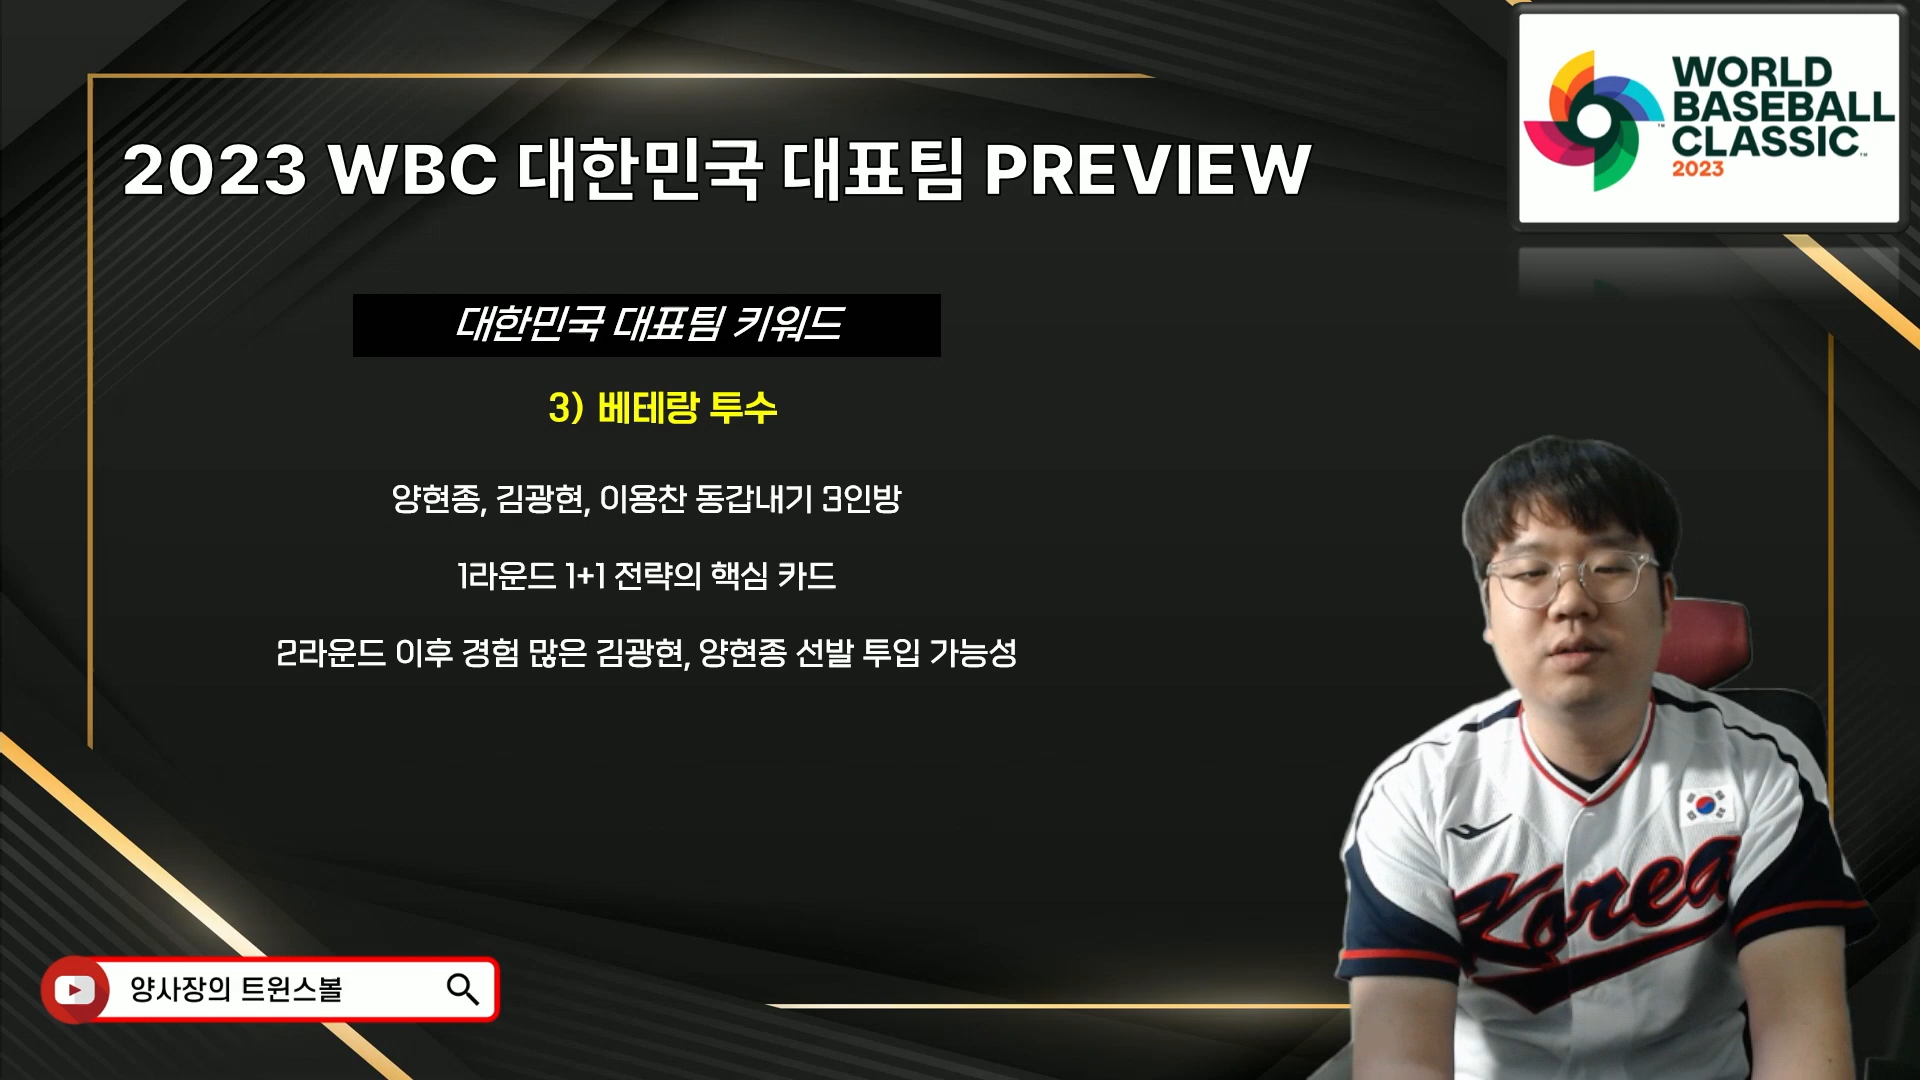 2023 WBC 대한민국 대표팀 PREVIEW
WORLD
BASEBALL
CLASSIC
2023
대한민국 대표팀 키워드
3) 베테랑 투수
양현종, 김광현, 이용찬 동갑내기 3인방
1라운드 1+1 전략의 핵심 카드
2라운드 이후 경험 많은 김광현, 양현종 선발 투입 가능성
Korea
양사장의 트윈스볼